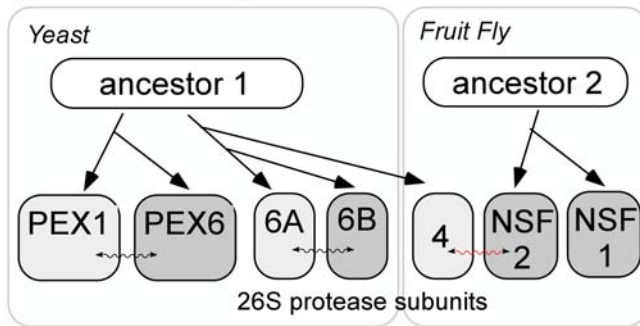 Yeast
Fruit Fly
ancestor 1
ancestor 2
PEX1
PEX6
6A
6B
4
NSF
2
NSF
1
26S protease subunits